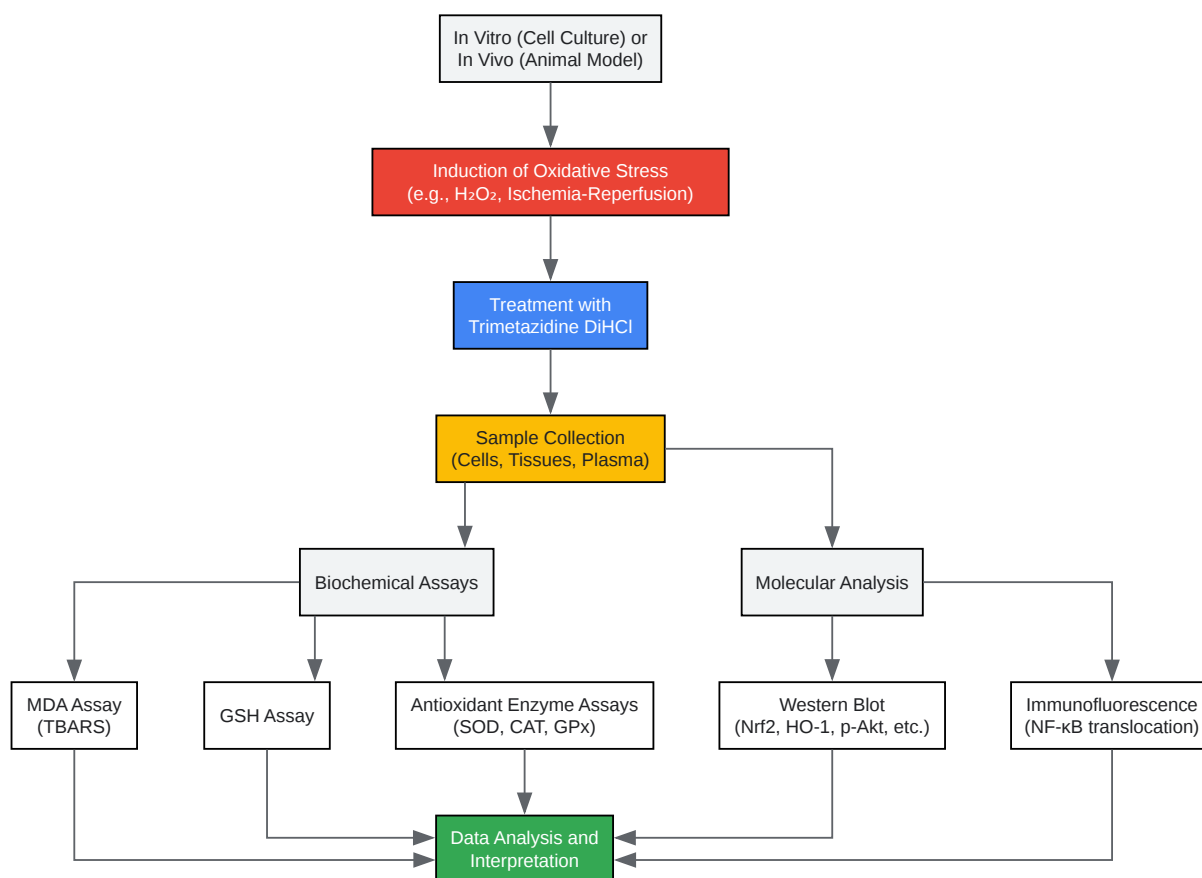 In Vitro (Cell Culture) or
In Vivo (Animal Model)
Induction of Oxidative Stress
(e.g., H₂O₂, Ischemia-Reperfusion)
Treatment with
Trimetazidine DiHCl
Sample Collection
(Cells, Tissues, Plasma)
Biochemical Assays
Molecular Analysis
MDA Assay
(TBARS)
GSH Assay
Antioxidant Enzyme Assays
(SOD, CAT, GPx)
Western Blot
(Nrf2, HO-1, p-Akt, etc.)
Immunofluorescence
(NF-κB translocation)
Data Analysis and
Interpretation